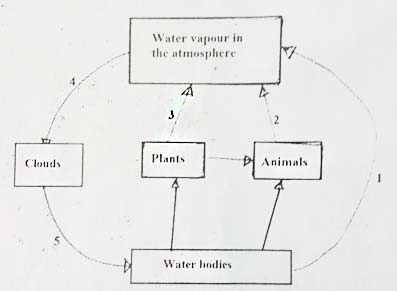 Water vapour in
the atmosphere
4
3
2
Clouds
Plants
Animals
1
5
Water bodies